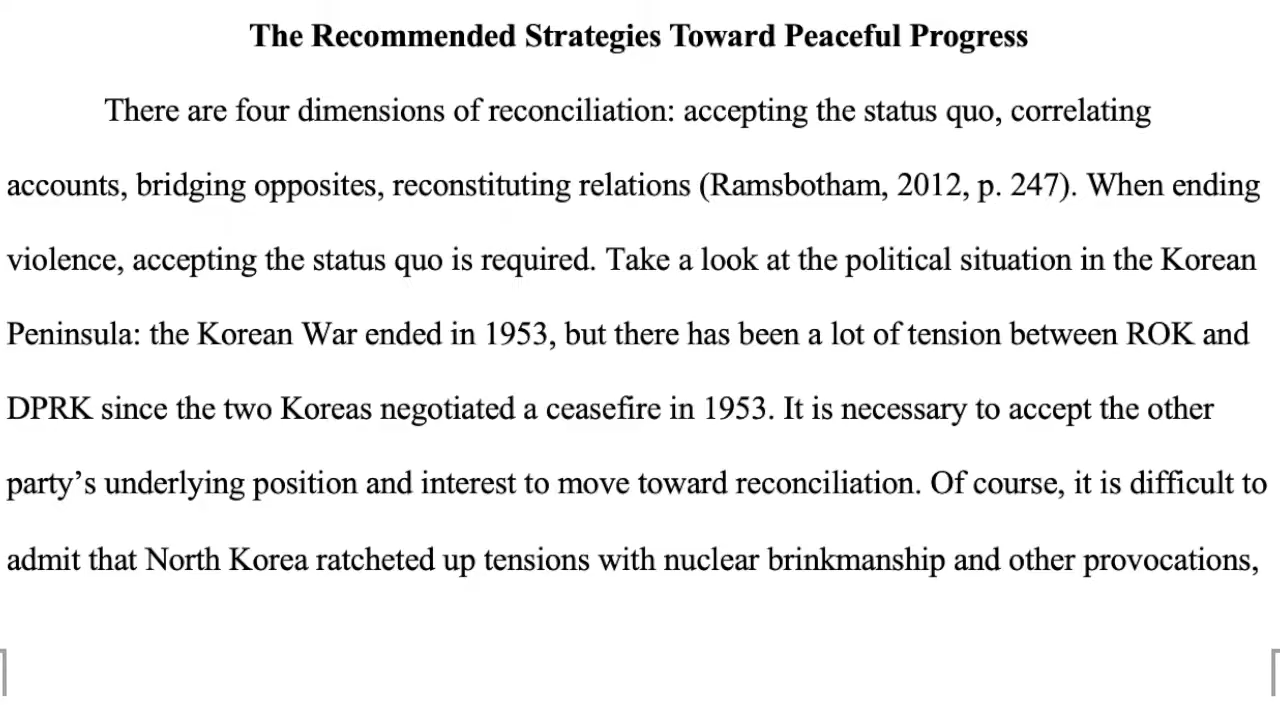 The Recommended Strategies Toward Peaceful Progress
There are four dimensions of reconciliation: accepting the status quo, correlating
accounts, bridging opposites, reconstituting relations (Ramsbotham, 2012, p. 247). When ending
violence, accepting the status quo is required. Take a look at the political situation in the Korean
Peninsula: the Korean War ended in 1953, but there has been a lot of tension between ROK and
DPRK since the two Koreas negotiated a ceasefire in 1953. It is necessary to accept the other
party’s underlying position and interest to move toward reconciliation. Of course, it is difficult to
admit that North Korea ratcheted up tensions with nuclear brinkmanship and other provocations,